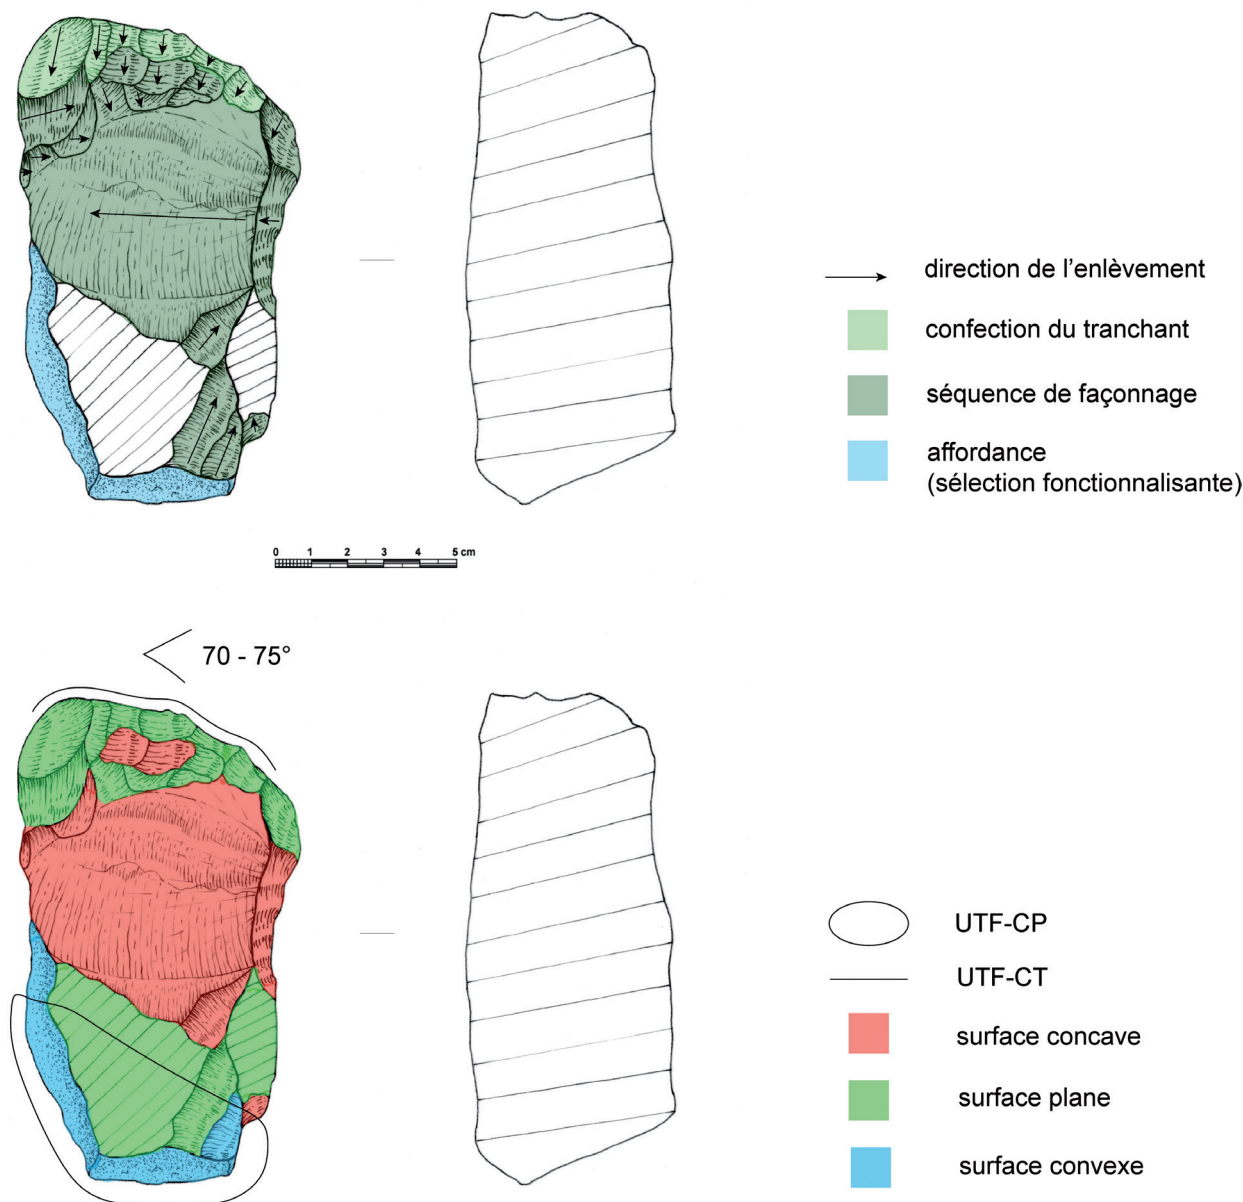 direction de l’enlèvement
confection du tranchant
séquence de façonnage
affordance
(sélection fonctionnalisante)
0 1 2 3 4 5 cm
70 - 75°
UTF-CP
UTF-CT
surface concave
surface plane
surface convexe